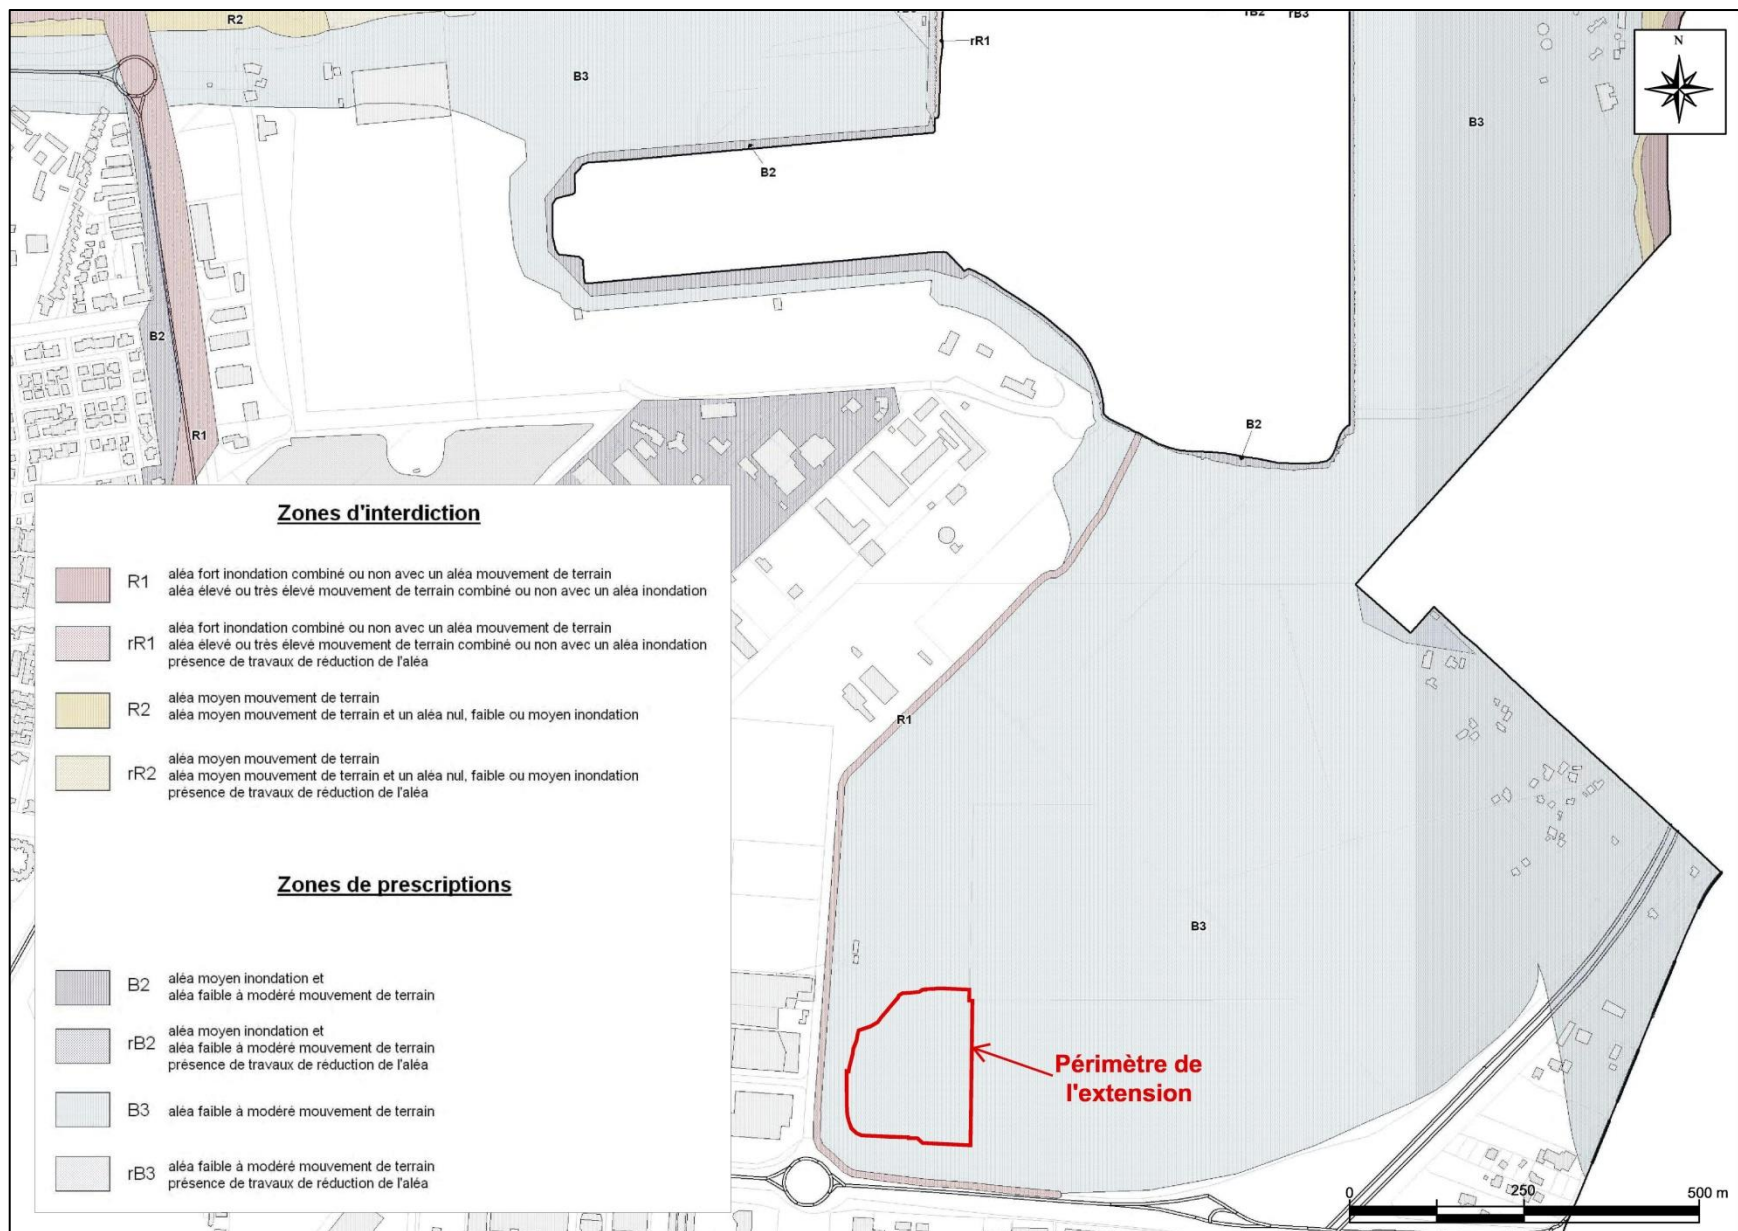 R2
rB2
rB3
rR1
N
B3
B3
B2
B2
R1
B2
Zones d'interdiction
R1
aléa fort inondation combiné ou non avec un aléa mouvement de terrain
aléa élevé ou très élevé mouvement de terrain combiné ou non avec un aléa inondation
rR1
aléa fort inondation combiné ou non avec un aléa mouvement de terrain
aléa élevé ou très élevé mouvement de terrain combiné ou non avec un aléa inondation
présence de travaux de réduction de l'aléa
R2
aléa moyen mouvement de terrain
aléa moyen mouvement de terrain et un aléa nul, faible ou moyen inondation
rR2
aléa moyen mouvement de terrain
aléa moyen mouvement de terrain et un aléa nul, faible ou moyen inondation
présence de travaux de réduction de l'aléa
Zones de prescriptions
B2
aléa moyen inondation et
aléa faible à modéré mouvement de terrain
rB2
aléa moyen inondation et
aléa faible à modéré mouvement de terrain
présence de travaux de réduction de l'aléa
B3
aléa faible à modéré mouvement de terrain
rB3
aléa faible à modéré mouvement de terrain
présence de travaux de réduction de l'aléa
R1
B3
Périmètre de
l'extension
0 250 500 m